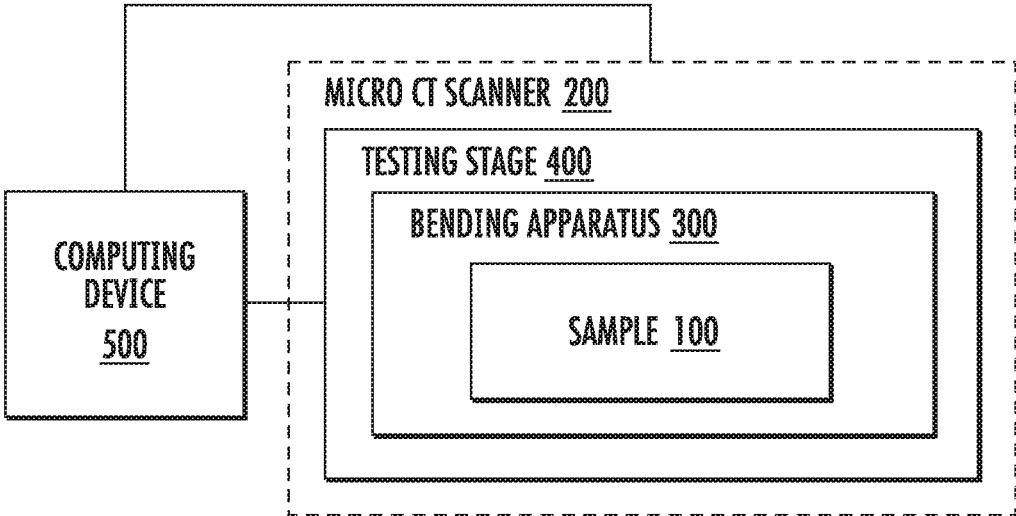 MICRO CT SCANNER 200
TESTING STAGE 400
BENDING APPARATUS 300
SAMPLE 100
COMPUTING
DEVICE
500